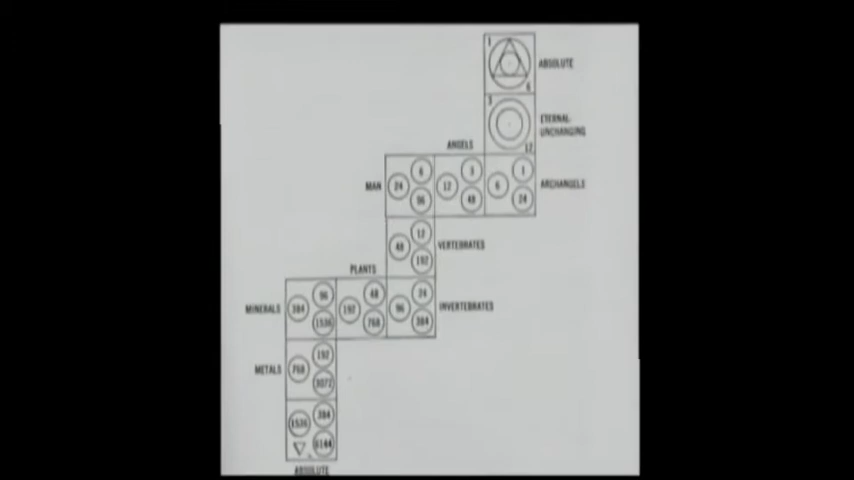 1
6
ABSOLUTE
3
12
ETERNAL-
UNCHANGING
ANGELS
MAN
24 6 96
12 3 48
6 1 24
ARCHANGELS
48 12 192
VERTEBRATES
PLANTS
MINERALS
384 96 1536
192 48 768
96 24 384
INVERTEBRATES
METALS
768 192 3072
1536 384 6144
ABSOLUTE